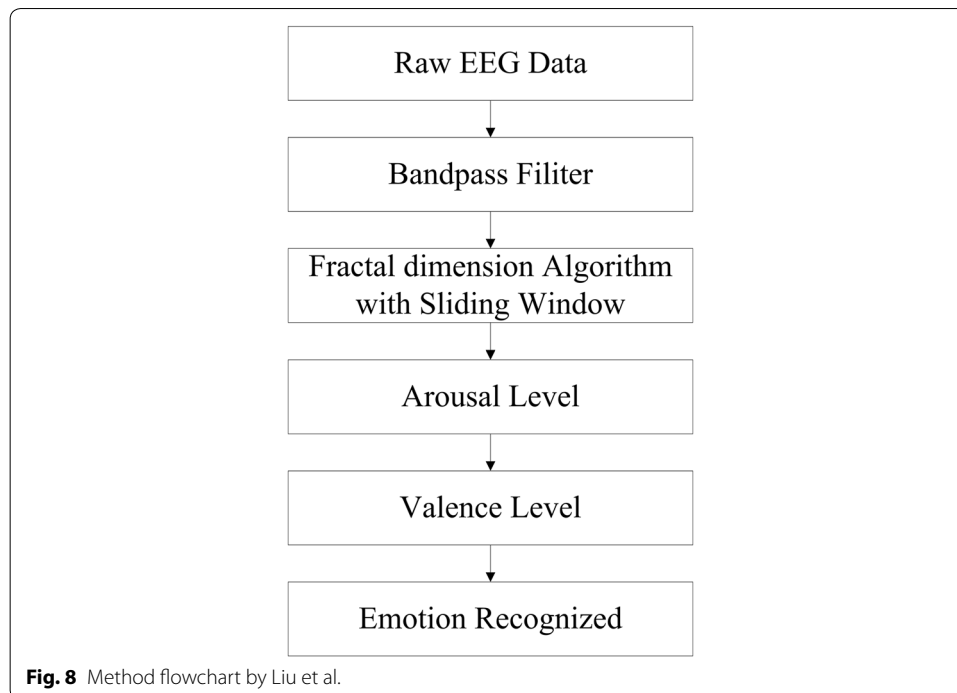 Raw EEG Data
Bandpass Filiter
Fractal dimension Algorithm
with Sliding Window
Arousal Level
Valence Level
Emotion Recognized
Fig. 8 Method flowchart by Liu et al.